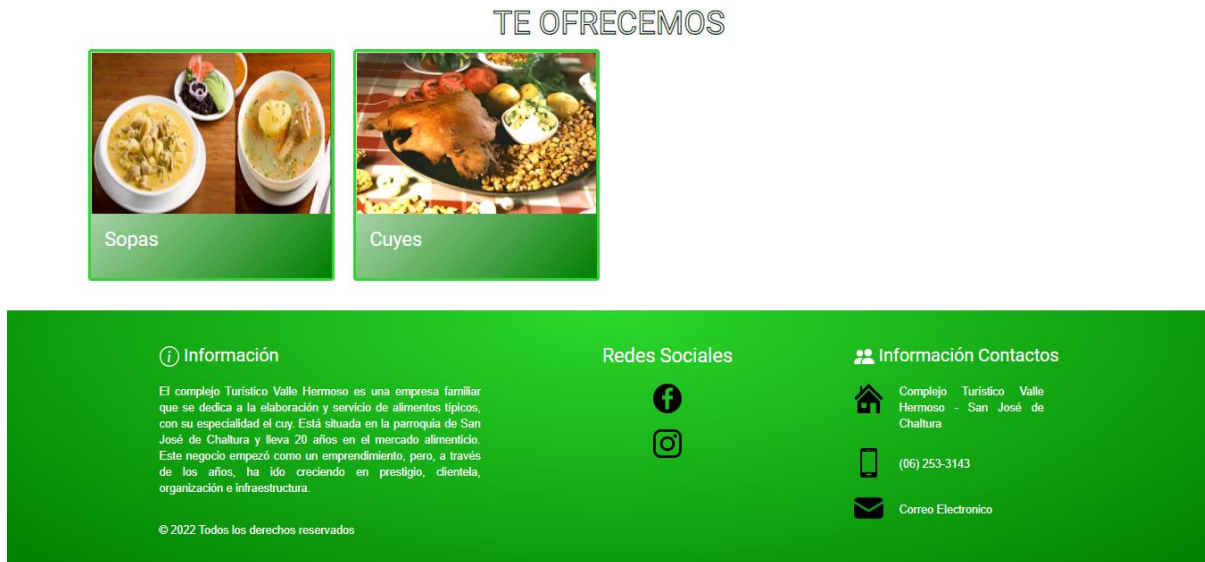 TE OFRECEMOS
Sopas
Cuyes
Información
El complejo Turístico Valle Hermoso es una empresa familiar
que se dedica a la elaboración y servicio de alimentos típicos,
con su especialidad el cuy. Está situada en la parroquia de San
José de Chaltura y lleva 20 años en el mercado alimenticio.
Este negocio empezó como un emprendimiento, pero, a través
de los años, ha ido creciendo en prestigio, clientela,
organización e infraestructura.
© 2022 Todos los derechos reservados
Redes Sociales
Información Contactos
Complejo Turístico Valle
Hermoso - San José de
Chaltura
(06) 253-3143
Correo Electronico